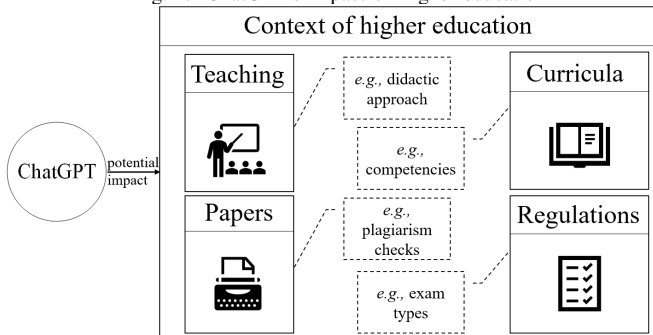 Context of higher education
Teaching
e.g., didactic
approach
Curricula
e.g.,
competencies
ChatGPT
potential
impact
Papers
e.g.,
plagiarism
checks
Regulations
e.g., exam
types